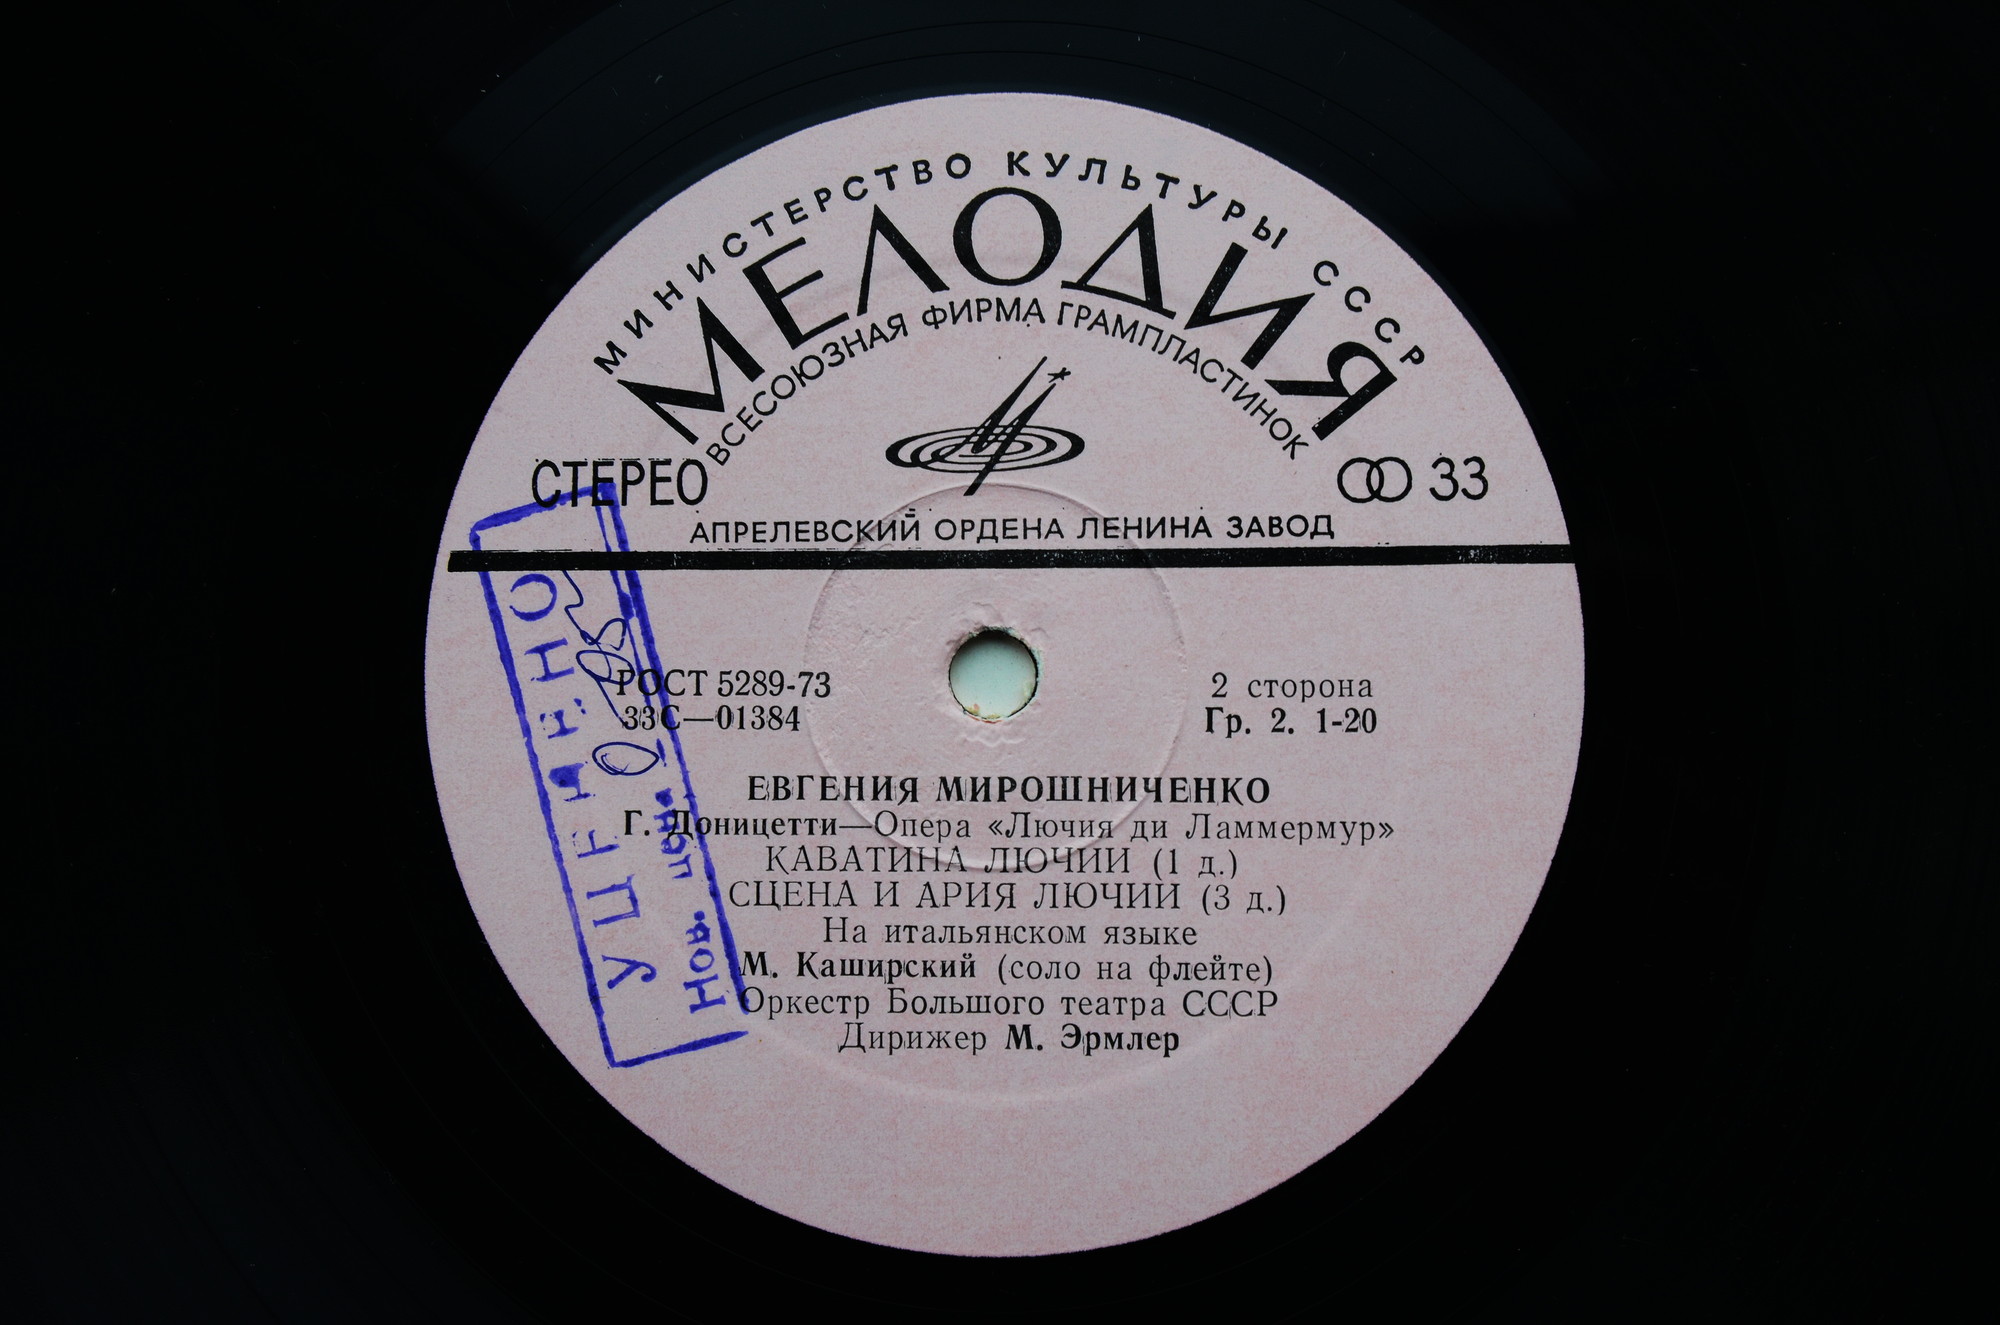 МИНИСТЕРСТВО КУЛЬТУРЫ СССР
МЕЛОДИЯ
ВСЕСОЮЗНАЯ ФИРМА ГРАМПЛАСТИНОК
СТЕРЕО
33
АПРЕЛЕВСКИЙ ОРДЕНА ЛЕНИНА ЗАВОД
ГОСТ 5289-73
33С—01384
2 сторона
Гр. 2. 1-20
ЕВГЕНИЯ МИРОШНИЧЕНКО
Г. Доницетти—Опера «Лючия ди Ламмермур»
КАВАТИНА ЛЮЧИИ (1 д.)
СЦЕНА И АРИЯ ЛЮЧИИ (3 д.)
На итальянском языке
М. Каширский (соло на флейте)
Оркестр Большого театра СССР
Дирижер М. Эрмлер
УЦЕНЕНО
Нов. цена